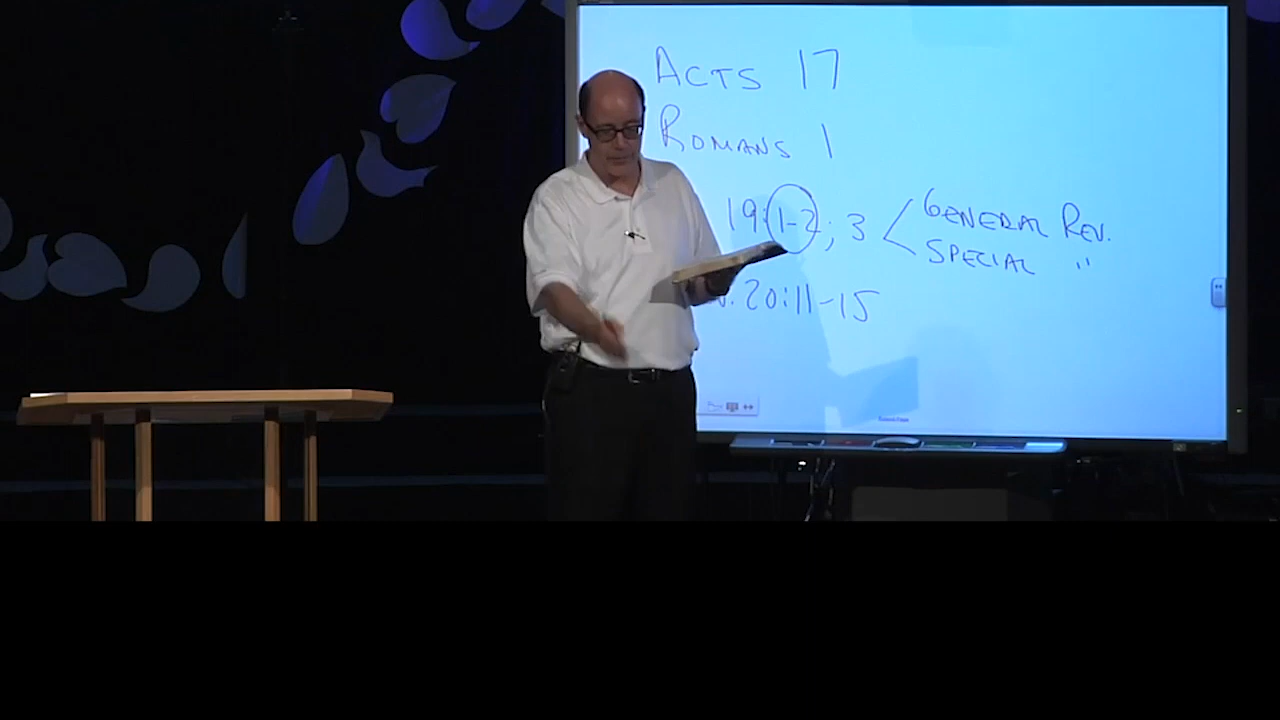 ACTS 17
ROMANS 1
19:1-2; 3 < GENERAL REV.
SPECIAL "
. 20:11-15